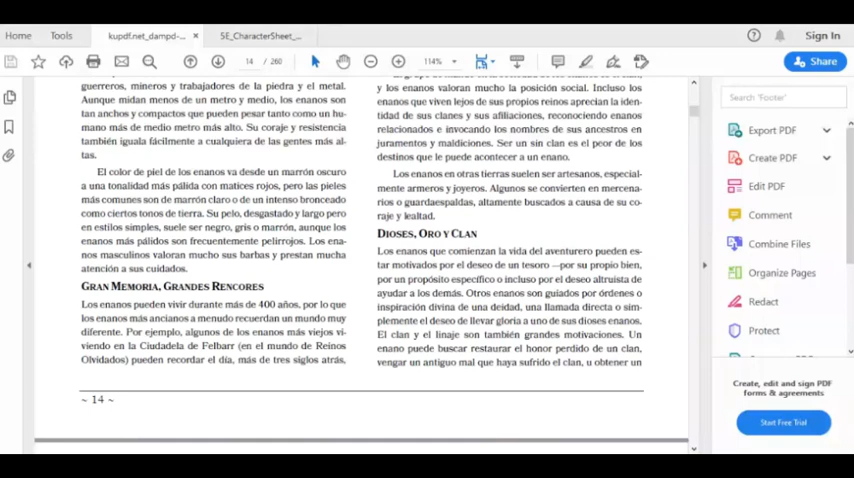 Home
Tools
kupdf.net_dampd-...
5E_CharacterSheet_...
Sign In
14 / 260
114%
Share
guerreros, mineros y trabajadores de la piedra y el metal.
Aunque midan menos de un metro y medio, los enanos son
tan anchos y compactos que pueden pesar tanto como un hu-
mano más de medio metro más alto. Su coraje y resistencia
también iguala fácilmente a cualquiera de las gentes más al-
tas.
El color de piel de los enanos va desde un marrón oscuro
a una tonalidad más pálida con matices rojos, pero las pieles
más comunes son de marrón claro o de un intenso bronceado
como ciertos tonos de tierra. Su pelo, desgastado y largo pero
en estilos simples, suele ser negro, gris o marrón, aunque los
enanos más pálidos son frecuentemente pelirrojos. Los ena-
nos masculinos valoran mucho sus barbas y prestan mucha
atención a sus cuidados.
GRAN MEMORIA, GRANDES RENCORES
Los enanos pueden vivir durante más de 400 años, por lo que
los enanos más ancianos a menudo recuerdan un mundo muy
diferente. Por ejemplo, algunos de los enanos más viejos vi-
viendo en la Ciudadela de Felbarr (en el mundo de Reinos
Olvidados) pueden recordar el día, más de tres siglos atrás,
y los enanos valoran mucho la posición social. Incluso los
enanos que viven lejos de sus propios reinos aprecian la iden-
tidad de sus clanes y sus afiliaciones, reconociendo enanos
relacionados e invocando los nombres de sus ancestros en
juramentos y maldiciones. Ser un sin clan es el peor de los
destinos que le puede acontecer a un enano.
Los enanos en otras tierras suelen ser artesanos, especial-
mente armeros y joyeros. Algunos se convierten en mercena-
rios o guardaespaldas, altamente buscados a causa de su co-
raje y lealtad.
DIOSES, ORO Y CLAN
Los enanos que comienzan la vida del aventurero pueden es-
tar motivados por el deseo de un tesoro —por su propio bien,
por un propósito específico o incluso por el deseo altruista de
ayudar a los demás. Otros enanos son guiados por órdenes o
inspiración divina de una deidad, una llamada directa o sim-
plemente el deseo de llevar gloria a uno de sus dioses enanos.
El clan y el linaje son también grandes motivaciones. Un
enano puede buscar restaurar el honor perdido de un clan,
vengar un antiguo mal que haya sufrido el clan, u obtener un
~ 14 ~
Search 'Footer'
Export PDF
Create PDF
Edit PDF
Comment
Combine Files
Organize Pages
Redact
Protect
Create, edit and sign PDF
forms & agreements
Start Free Trial